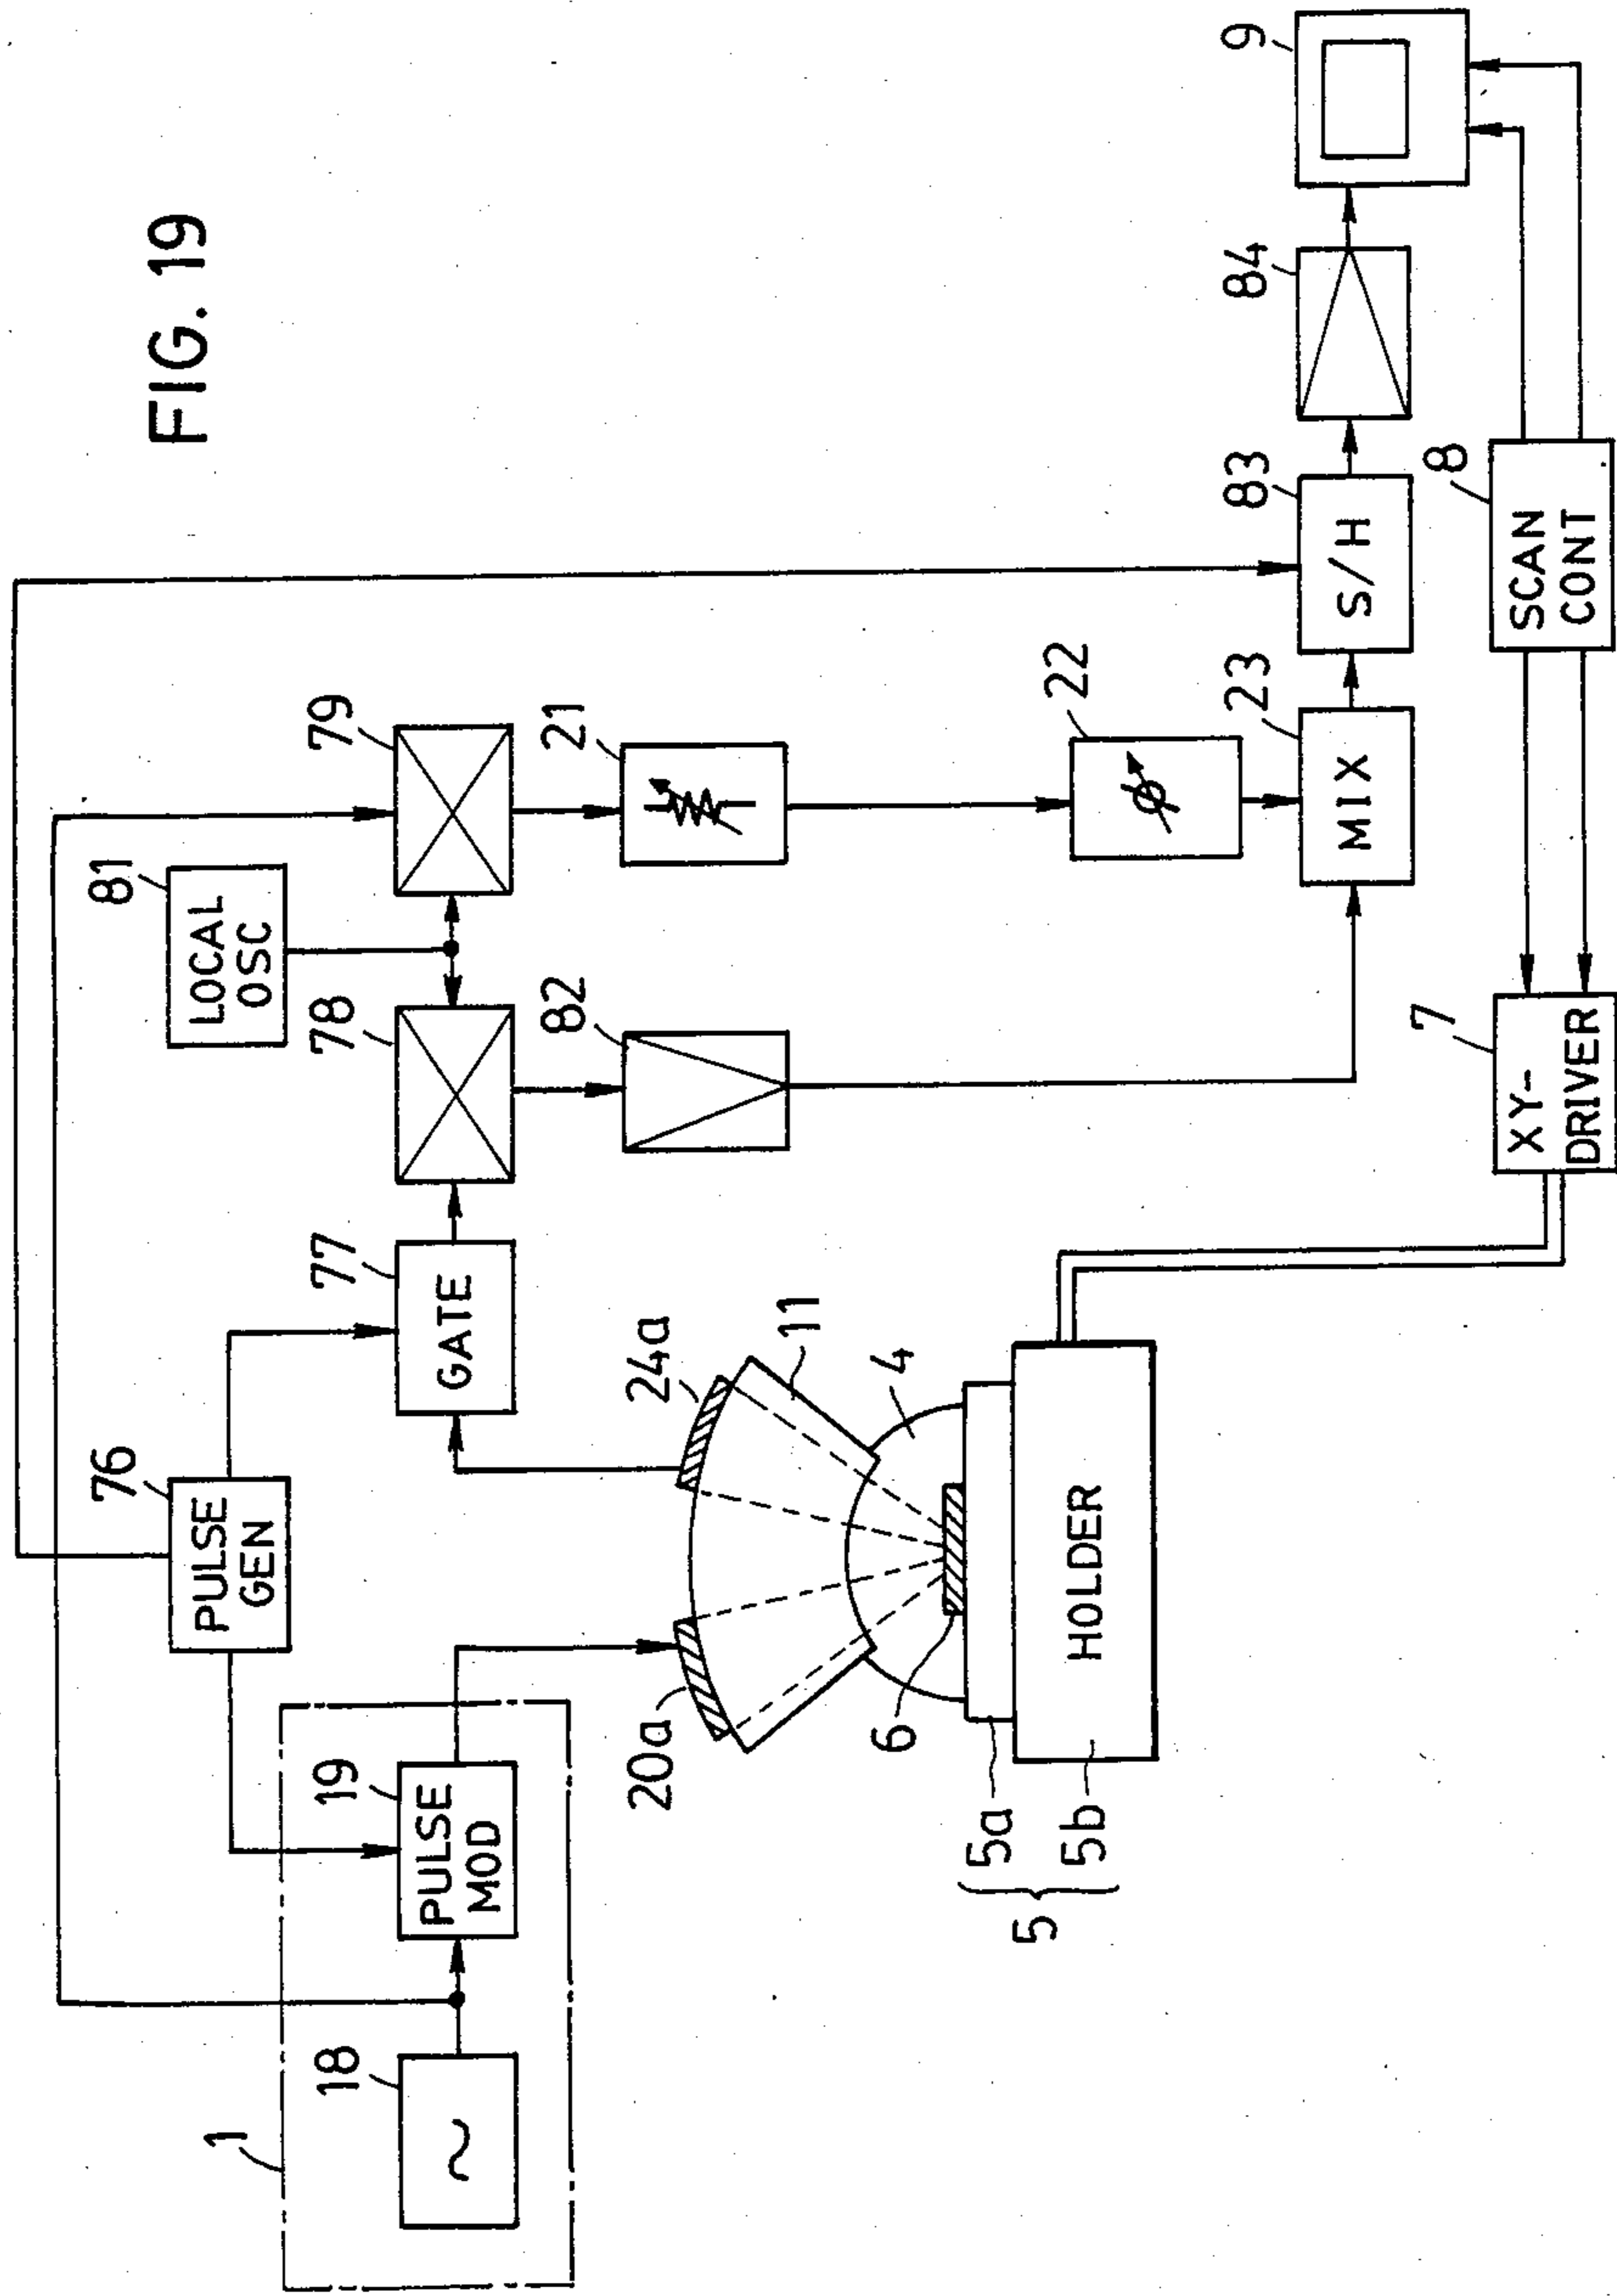 FIG. 19
1
18
19
PULSE
MOD
76
PULSE
GEN
77
GATE
78
81
LOCAL
OSC
79
82
21
22
20a
24a
11
4
6
5
5a
5b
HOLDER
23
MIX
83
S/H
84
9
7
XY-
DRIVER
8
SCAN
CONT
~
ϕ